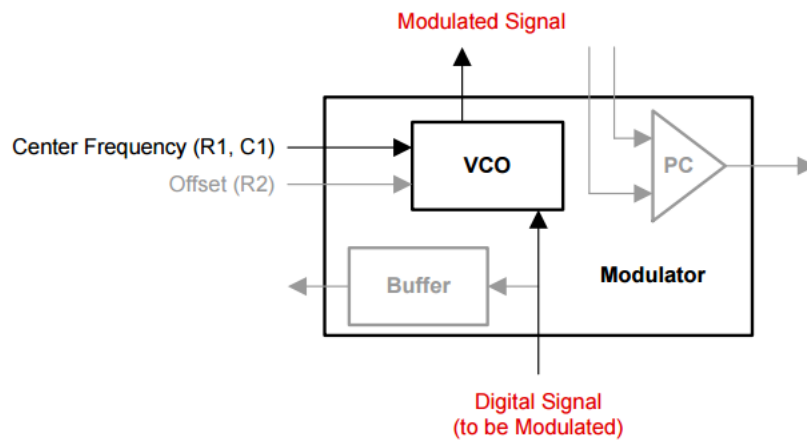 Modulated Signal
Center Frequency (R1, C1)
Offset (R2)
VCO
PC
Buffer
Modulator
Digital Signal
(to be Modulated)